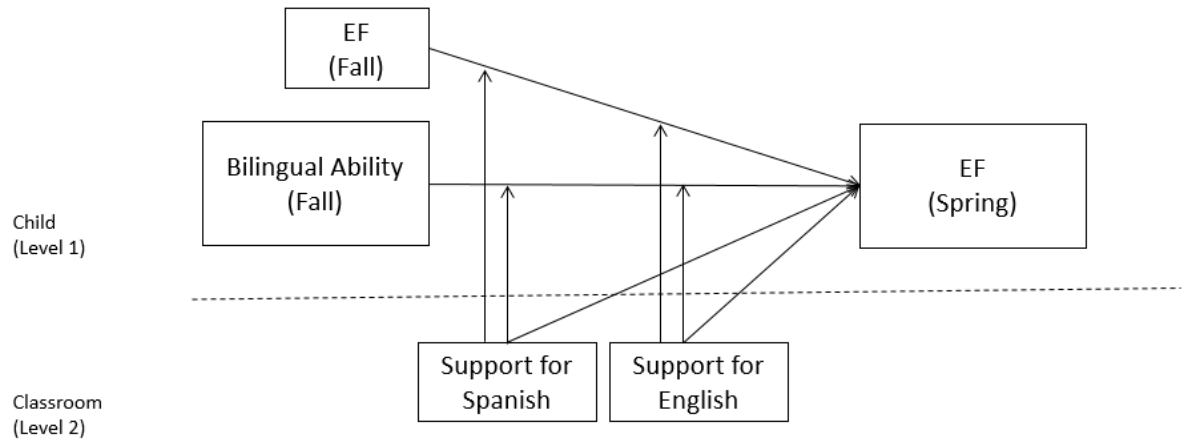 EF
(Fall)
Bilingual Ability
(Fall)
EF
(Spring)
Child
(Level 1)
Support for
Spanish
Support for
English
Classroom
(Level 2)